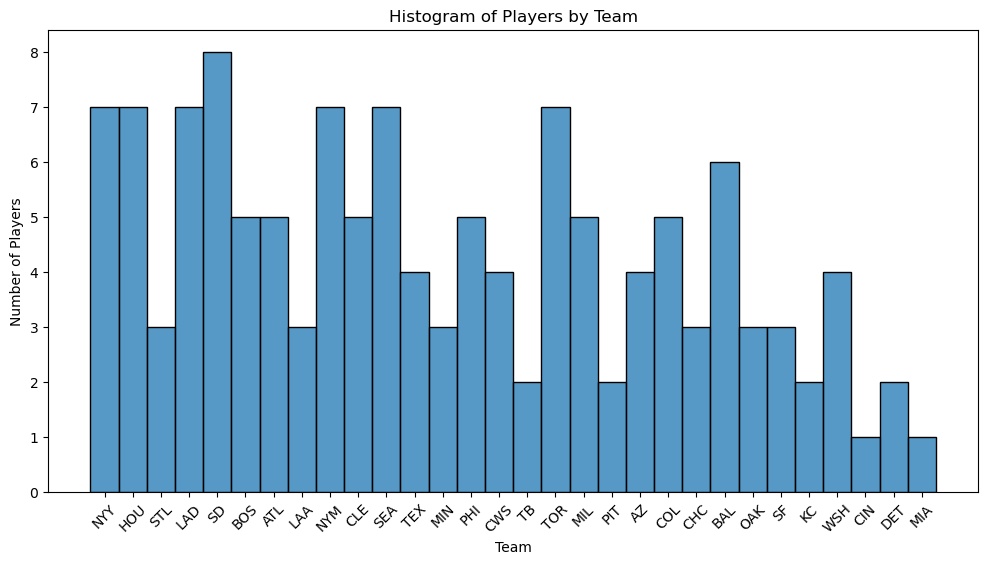 Histogram of Players by Team
Number of Players
8
7
6
5
4
3
2
1
0
NYY HOU STL LAD SD BOS ATL LAA NYM CLE SEA TEX MIN PHI CWS TB TOR MIL PIT AZ COL CHC BAL OAK SF KC WSH CIN DET MIA
Team